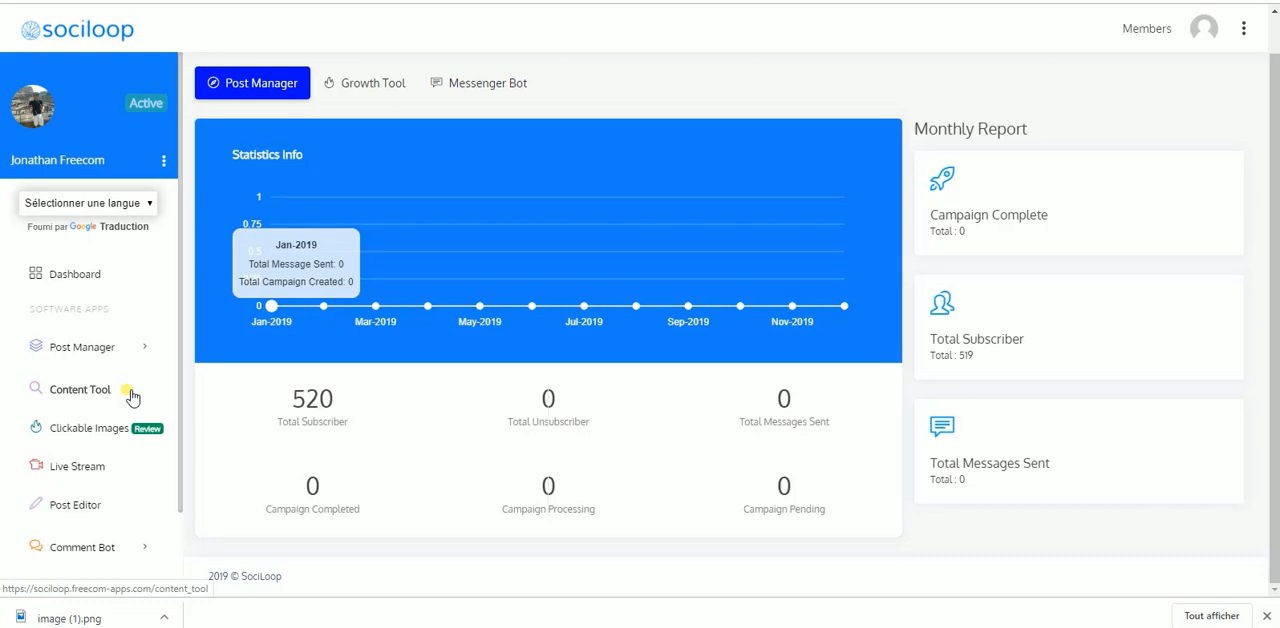 sociloop
Members
Active
Jonathan Freecom
Sélectionner une langue
Fourni par Google Traduction
Dashboard
SOFTWARE APPS
Post Manager
Content Tool
Clickable Images Review
Live Stream
Post Editor
Comment Bot
Post Manager
Growth Tool
Messenger Bot
Statistics Info
1
0.75
0.5
0
Jan-2019
Total Message Sent: 0
Total Campaign Created: 0
Jan-2019
Mar-2019
May-2019
Jul-2019
Sep-2019
Nov-2019
520
Total Subscriber
0
Total Unsubscriber
0
Total Messages Sent
0
Campaign Completed
0
Campaign Processing
0
Campaign Pending
Monthly Report
Campaign Complete
Total : 0
Total Subscriber
Total : 519
Total Messages Sent
Total : 0
2019 © SociLoop
https://sociloop.freecom-apps.com/content_tool
image (1).png
Tout afficher